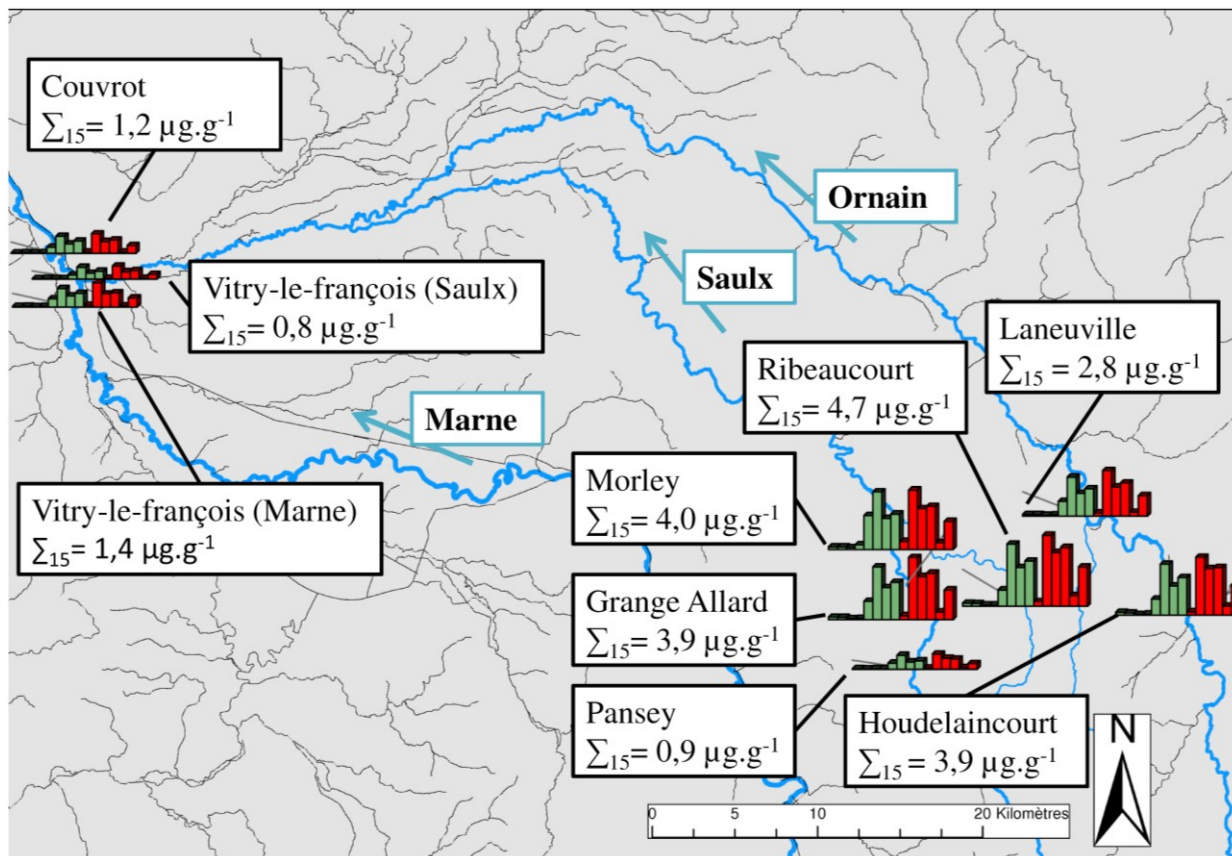 Couvrot
∑₁₅= 1,2 µg.g⁻¹
Ornain
Saulx
Vitry-le-françois (Saulx)
∑₁₅= 0,8 µg.g⁻¹
Laneuville
∑₁₅ = 2,8 µg.g⁻¹
Ribeaucourt
∑₁₅= 4,7 µg.g⁻¹
Marne
Vitry-le-françois (Marne)
∑₁₅= 1,4 µg.g⁻¹
Morley
∑₁₅= 4,0 µg.g⁻¹
Grange Allard
∑₁₅= 3,9 µg.g⁻¹
Pansey
∑₁₅= 0,9 µg.g⁻¹
Houdelaincourt
∑₁₅ = 3,9 µg.g⁻¹
N
0 5 10 20 Kilomètres